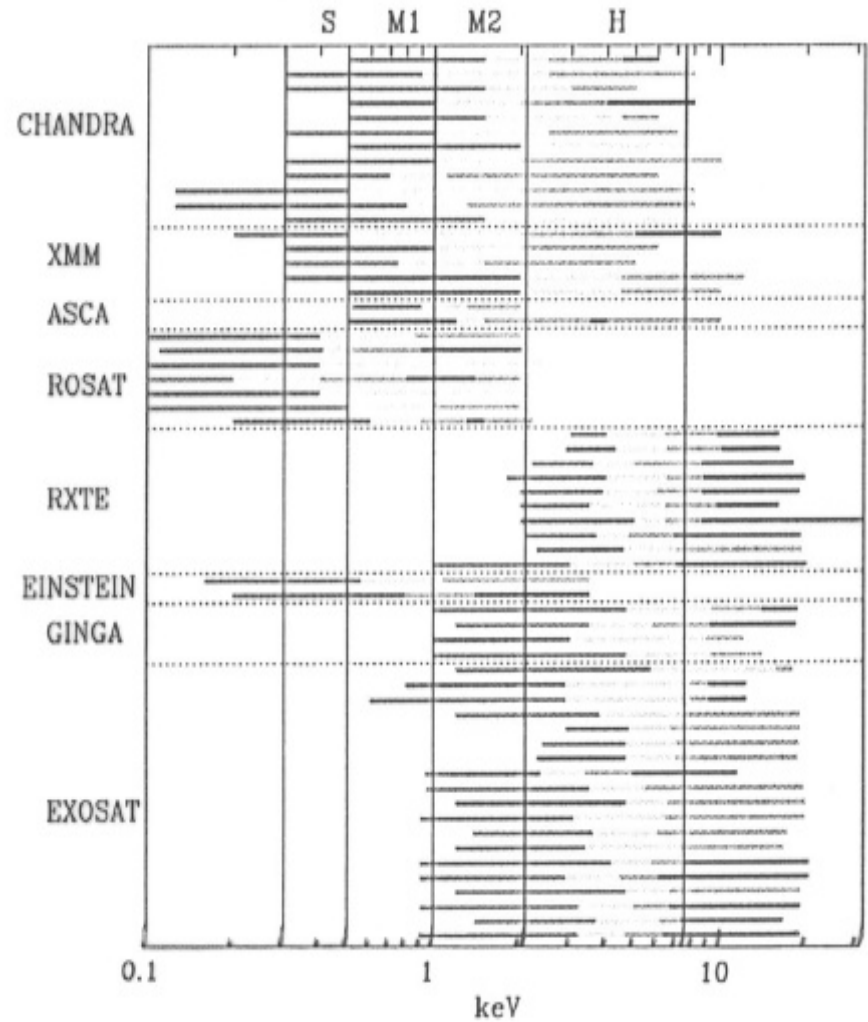 S M1 M2 H
CHANDRA
XMM
ASCA
ROSAT
RXTE
EINSTEIN
GINGA
EXOSAT
0.1 1 10
keV